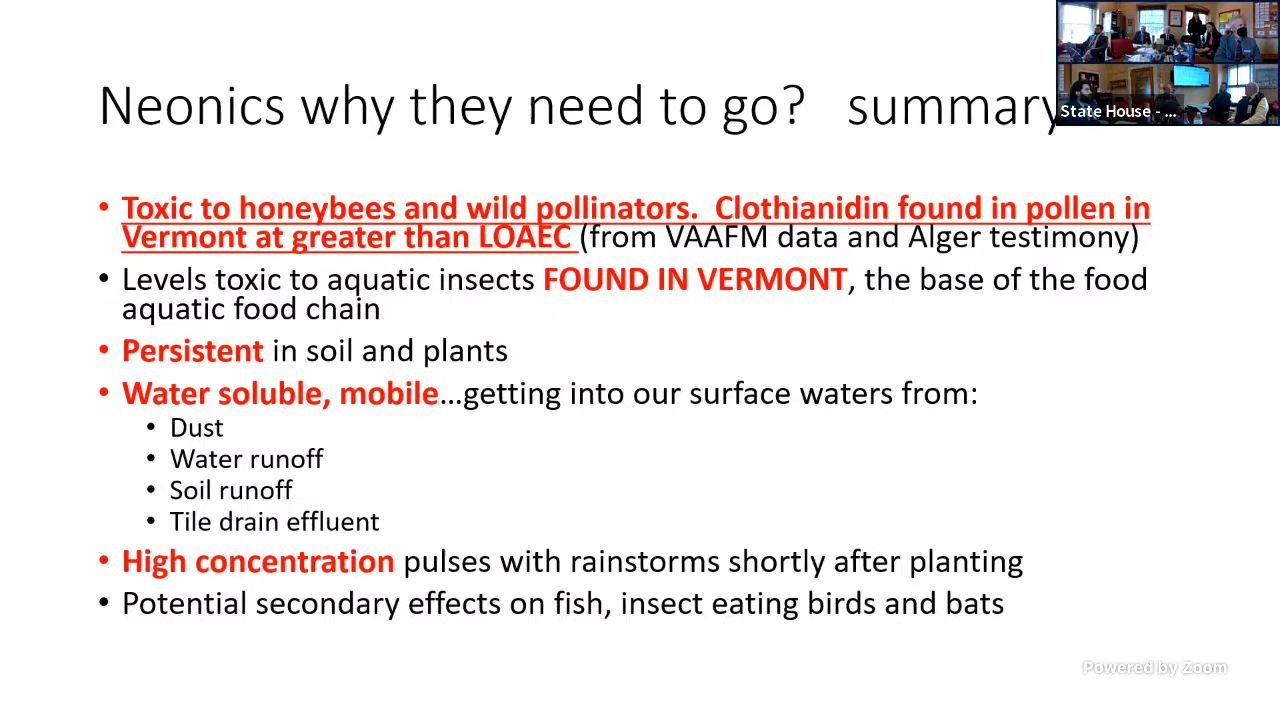 Neonics why they need to go? summary
State House - ...
• Toxic to honeybees and wild pollinators. Clothianidin found in pollen in
Vermont at greater than LOAEC (from VAAFM data and Alger testimony)
• Levels toxic to aquatic insects FOUND IN VERMONT, the base of the food
aquatic food chain
• Persistent in soil and plants
• Water soluble, mobile…getting into our surface waters from:
• Dust
• Water runoff
• Soil runoff
• Tile drain effluent
• High concentration pulses with rainstorms shortly after planting
• Potential secondary effects on fish, insect eating birds and bats
Powered by Zoom